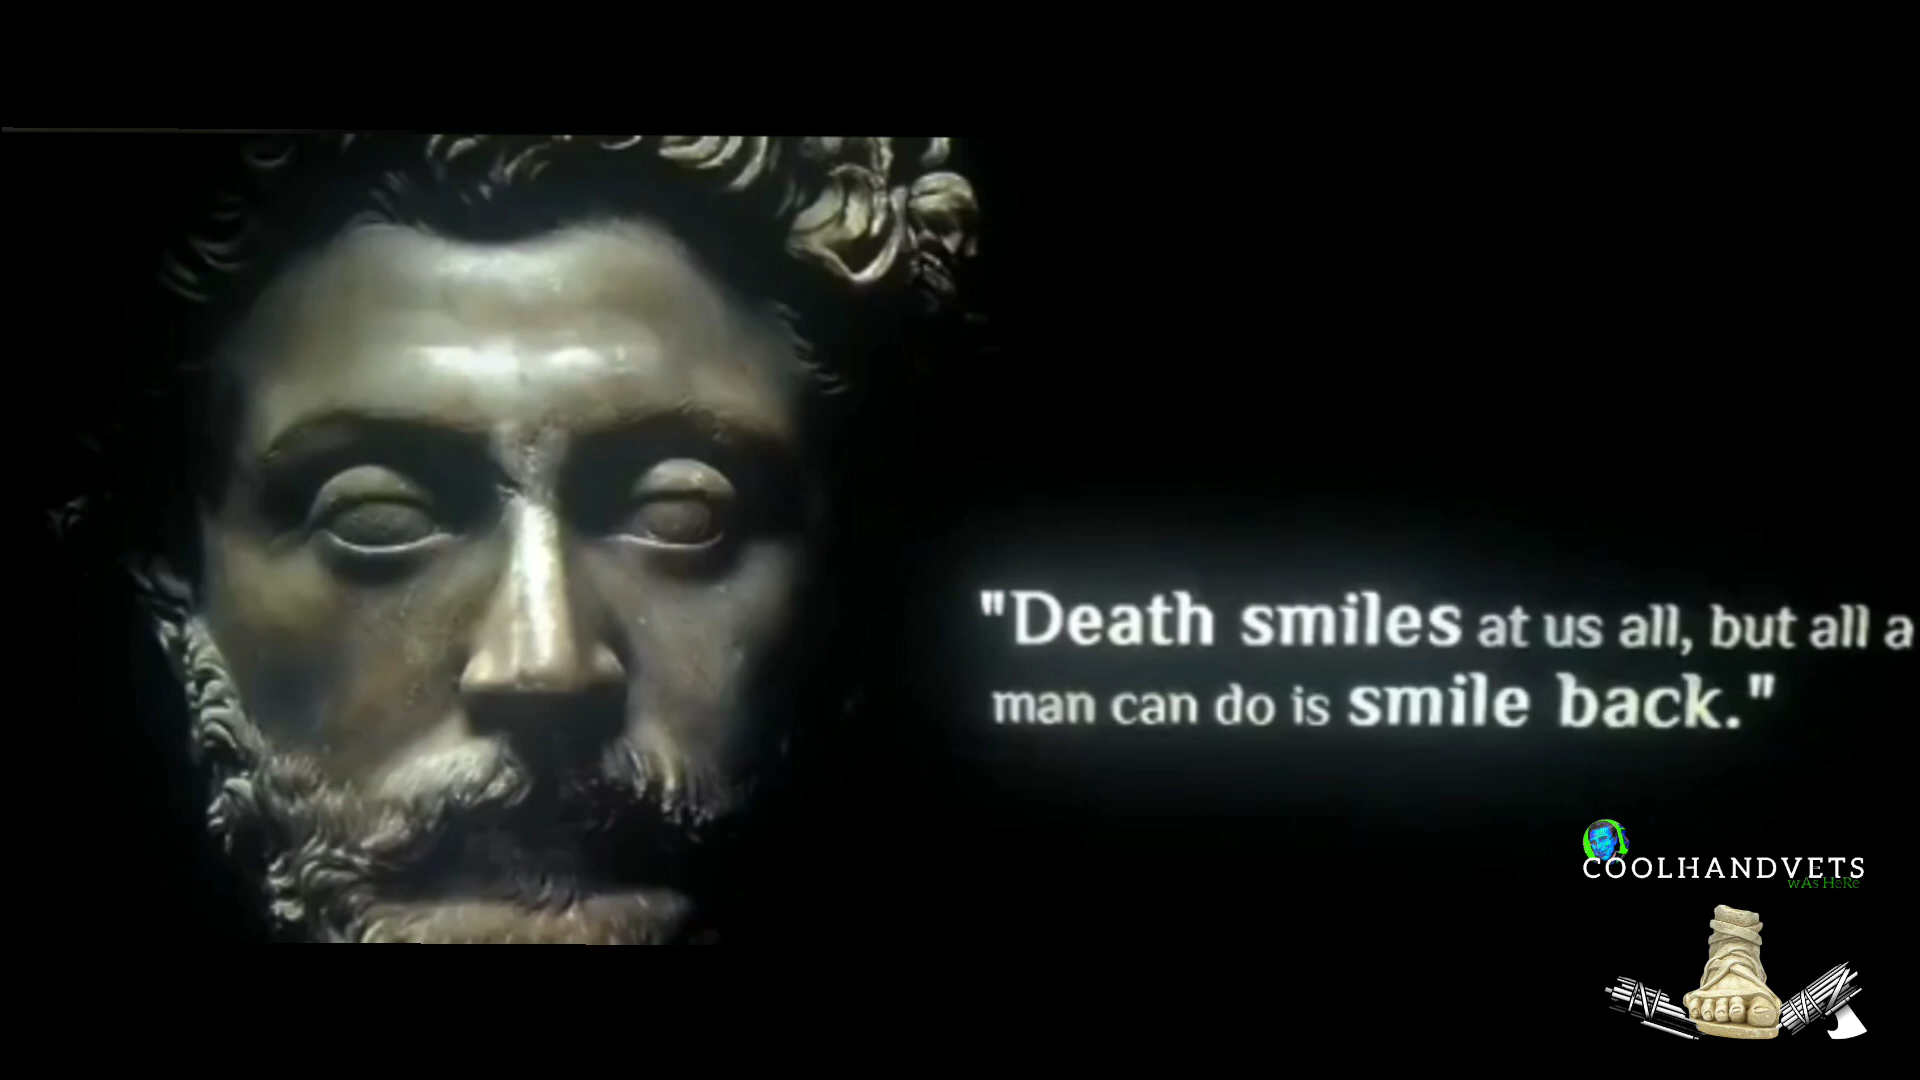 "Death smiles at us all, but all a
man can do is smile back."
COOLHANDVETS
wAs HeRe